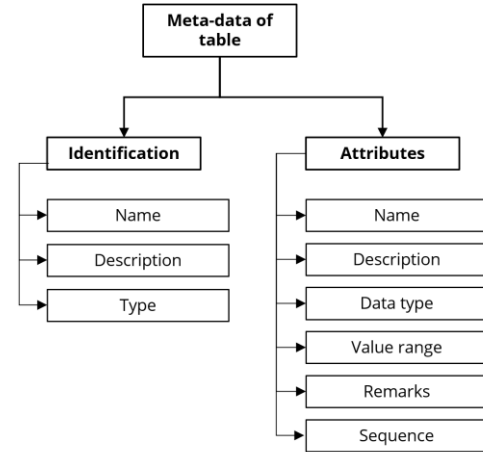 Meta-data of
table
Identification
Name
Description
Type
Attributes
Name
Description
Data type
Value range
Remarks
Sequence